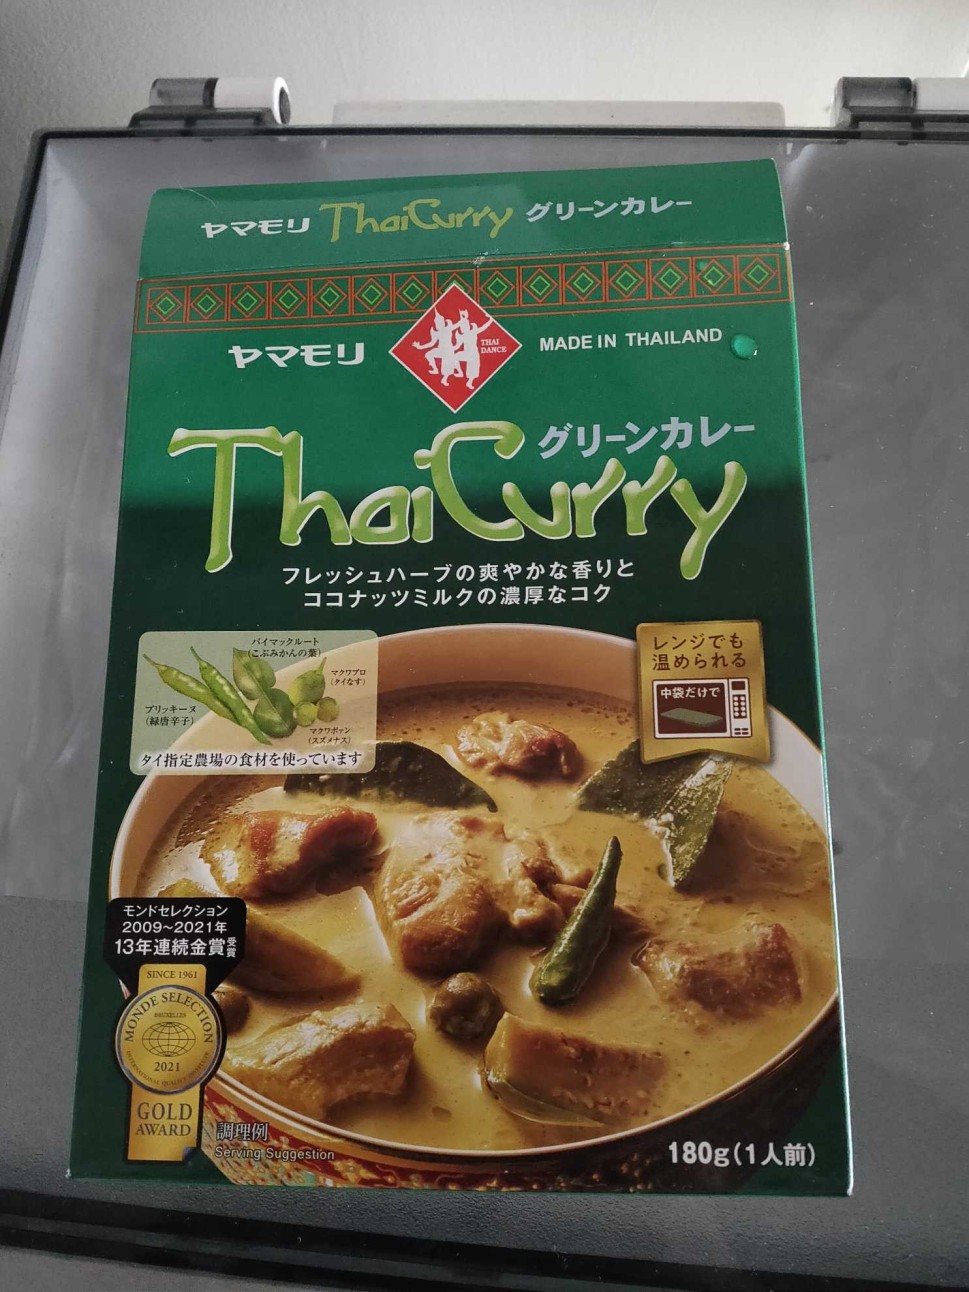 ヤマモリ ThaiCurry グリーンカレー
ヤマモリ
THAI
DANCE
MADE IN THAILAND
グリーンカレー
ThaiCurry
フレッシュハーブの爽やかな香りと
ココナッツミルクの濃厚なコク
バイマックルート
(こぶみかんの葉)
マクワプロ
(タイなす)
プリッキーヌ
(緑唐辛子)
マクワポァン
(スズメナス)
タイ指定農場の食材を使っています
レンジでも
温められる
中袋だけで
モンドセレクション
2009～2021年
13年連続金賞受賞
SINCE 1961
MONDE SELECTION
BRUXELLES
INTERNATIONAL QUALITY INSTITUTE
2021
GOLD
AWARD
調理例
Serving Suggestion
180g(1人前)